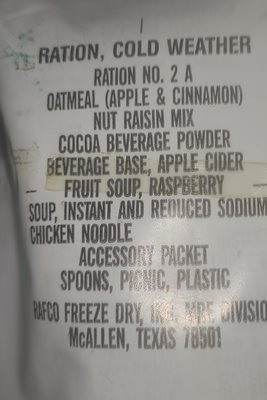 RATION, COLD WEATHER
RATION NO. 2 A
OATMEAL (APPLE & CINNAMON)
NUT RAISIN MIX
COCOA BEVERAGE POWDER
BEVERAGE BASE, APPLE CIDER
FRUIT SOUP, RASPBERRY
SOUP, INSTANT AND REDUCED SODIUM
CHICKEN NOODLE
ACCESSORY PACKET
SPOONS, PICNIC, PLASTIC
RAFCO FREEZE DRY, INC. MRE DIVISIO
McALLEN, TEXAS 78501